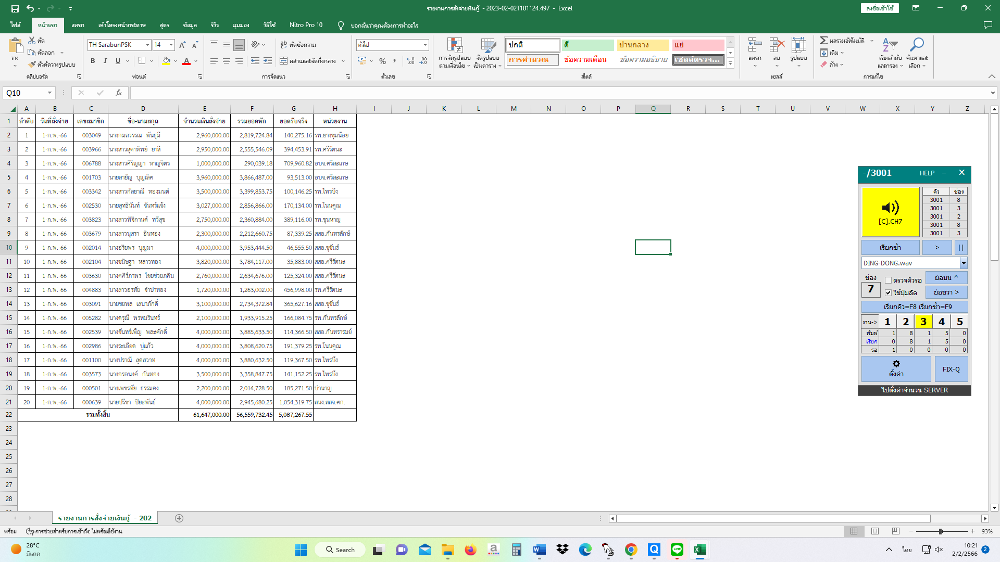 รายงานการสั่งจ่ายเงินกู้ - 2023-02-02T101124.497 - Excel
ลงชื่อเข้าใช้
ไฟล์ หน้าแรก แทรก เค้าโครงหน้ากระดาษ สูตร ข้อมูล รีวิว มุมมอง วิธีใช้ Nitro Pro 10 บอกฉันว่าคุณต้องการทำอะไร
วาง ตัด คัดลอก ตัวคัดวางรูปแบบ
TH SarabunPSK 14
B I U
ตัดข้อความ
ผสานและจัดกึ่งกลาง
ทั่วไป
การจัดรูปแบบตามเงื่อนไข จัดรูปแบบเป็นตาราง
ปกติ ดี ปานกลาง แย่
การคำนวณ ข้อความเตือน ข้อความอธิบาย เซลล์ตรวจ...
แทรก ลบ รูปแบบ
ผลรวมอัตโนมัติ
เติม
ล้าง
เรียงลำดับและกรอง ค้นหาและเลือก
คลิปบอร์ด ฟอนต์ การจัดแนว ตัวเลข สไตล์ เซลล์ การแก้ไข
Q10 fx
A B C D E F G H I J K L M N O P Q R S T U V W X Y Z
1 ลำดับ วันที่สั่งจ่าย เลขสมาชิก ชื่อ-นามสกุล จำนวนเงินสั่งจ่าย รวมยอดหัก ยอดรับจริง หน่วยงาน
2 1 1 ก.พ. 66 003049 นางกมลวรรณ พันธุมี 2,960,000.00 2,819,724.84 140,275.16 รพ.ยางชุมน้อย
3 2 1 ก.พ. 66 003966 นางสาวสุดาทิพย์ ยาลี 2,950,000.00 2,555,546.09 394,453.91 รพ.ศรีรัตนะ
4 3 1 ก.พ. 66 006788 นางสาวศิริญญา หาญจิตร 1,000,000.00 290,039.18 709,960.82 อบจ.ศรีสะเกษ
5 4 1 ก.พ. 66 001703 นายสายัญ บุญเลิศ 3,960,000.00 3,866,487.00 93,513.00 อบจ.ศรีสะเกษ
6 5 1 ก.พ. 66 003342 นางสาวกัลยาณี ทองมนต์ 3,500,000.00 3,399,853.75 100,146.25 รพ.ไพรบึง
7 6 1 ก.พ. 66 002530 นายสุทธินันท์ จันทร์แจ้ง 3,027,000.00 2,856,866.00 170,134.00 รพ.โนนคูณ
8 7 1 ก.พ. 66 003823 นางสาวพิจิกานต์ ทวีสุข 2,750,000.00 2,360,884.00 389,116.00 รพ.ขุนหาญ
9 8 1 ก.พ. 66 003679 นางสาวนุสรา อินทอง 2,300,000.00 2,212,660.75 87,339.25 สสอ.กันทรลักษ์
10 9 1 ก.พ. 66 002014 นางอริยพร บุญมา 4,000,000.00 3,953,444.50 46,555.50 สสอ.ขุขันธ์
11 10 1 ก.พ. 66 002104 นางขนิษฐา หลาวทอง 3,820,000.00 3,784,117.00 35,883.00 สสอ.ศรีรัตนะ
12 11 1 ก.พ. 66 003630 นางศศิร์ภาพร ไชยช่วยภคิน 2,760,000.00 2,634,676.00 125,324.00 สสอ.ศรีรัตนะ
13 12 1 ก.พ. 66 004883 นางสาวอรทัย จำปาทอง 1,720,000.00 1,263,002.00 456,998.00 รพ.ศรีรัตนะ
14 13 1 ก.พ. 66 003091 นายชยพล เสนาภักดิ์ 3,100,000.00 2,734,372.84 365,627.16 สสอ.ขุขันธ์
15 14 1 ก.พ. 66 005282 นางดรุณี พรหมรินทร์ 2,100,000.00 1,933,915.25 166,084.75 รพ.กันทรลักษ์
16 15 1 ก.พ. 66 002539 นางจันทร์เพ็ญ พละศักดิ์ 4,000,000.00 3,885,633.50 114,366.50 สสอ.กันทรารมย์
17 16 1 ก.พ. 66 002986 นางระเอียด ปูแก้ว 4,000,000.00 3,808,620.75 191,379.25 รพ.โนนคูณ
18 17 1 ก.พ. 66 001100 นางปราณี สุดสวาท 4,000,000.00 3,880,632.50 119,367.50 รพ.ไพรบึง
19 18 1 ก.พ. 66 003573 นางอรอนงค์ กันทอง 3,500,000.00 3,358,847.75 141,152.25 รพ.ไพรบึง
20 19 1 ก.พ. 66 000501 นางเพชรทัย ธรรมคง 2,200,000.00 2,014,728.50 185,271.50 บำนาญ
21 20 1 ก.พ. 66 000639 นายปรีชา ปิยะพันธ์ 4,000,000.00 2,945,680.25 1,054,319.75 สนง.สสจ.ศก.
22 รวมทั้งสิ้น 61,647,000.00 56,559,732.45 5,087,267.55
23
24
25
26
27
28
-/3001 HELP
คิว ช่อง
3001 8
3001 3
3001 2
3001 8
3001 3
[C].CH7
เรียกซ้ำ > ||
DING-DONG.wav
ช่อง 7
ตรวจคิวรอ ย่อบน ^
ใช้ปุ่มลัด ย่อขวา >
เรียกคิว=F8 เรียกซ้ำ=F9
งาน-> 1 2 3 4 5
พิมพ์ 1 8 1 5 0
เรียก 0 8 1 5 0
รอ 1 0 0 0 0
ตั้งค่า FIX-Q
ไปตั้งค่าจำนวน SERVER
รายงานการสั่งจ่ายเงินกู้ - 202
พร้อม การช่วยสำหรับการเข้าถึง: ไม่พร้อมใช้งาน 93%
28°C
มีแดด
Search
ไทย
10:21
2/2/2566
2